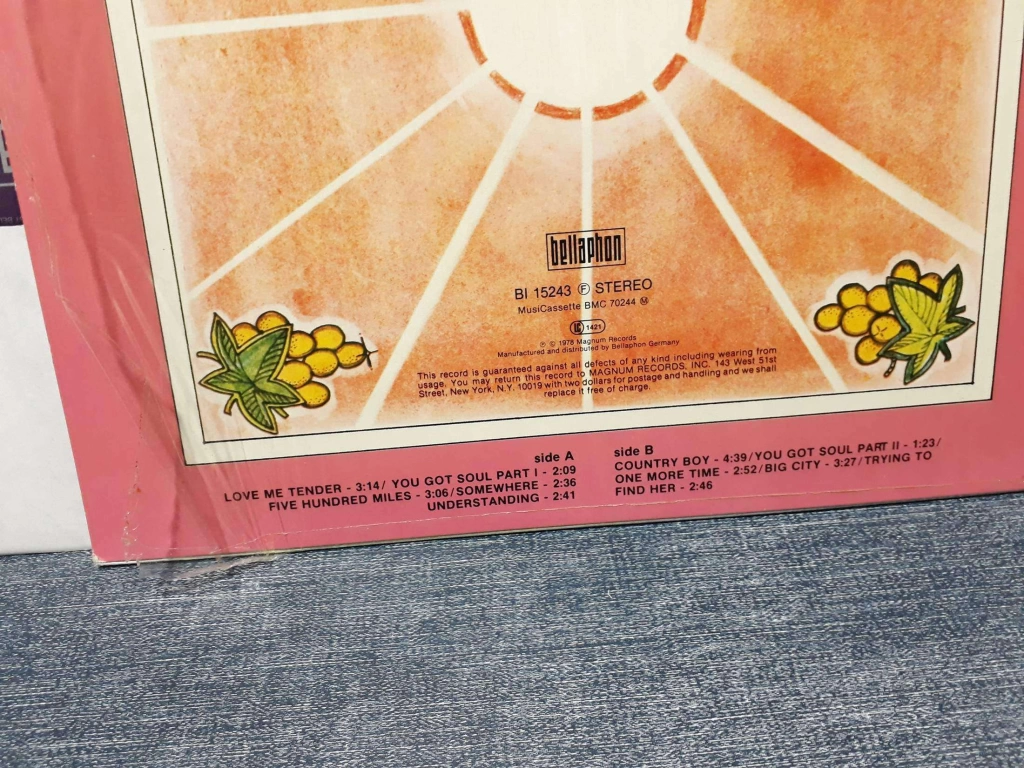 bellaphon
BI 15243 Ⓕ STEREO
MusiCassette BMC 70244 Ⓜ
LC 1421
Ⓟ © 1978 Magnum Records
Manufactured and distributed by Bellaphon Germany
This record is guaranteed against all defects of any kind including wearing from
usage. You may return this record to MAGNUM RECORDS, INC. 143 West 51st
Street, New York, N.Y. 10019 with two dollars for postage and handling and we shall
replace it free of charge.
side A
LOVE ME TENDER - 3:14/ YOU GOT SOUL PART I - 2:09
FIVE HUNDRED MILES - 3:06/SOMEWHERE - 2:36
UNDERSTANDING - 2:41
side B
COUNTRY BOY - 4:39/YOU GOT SOUL PART II - 1:23/
ONE MORE TIME - 2:52/BIG CITY - 3:27/TRYING TO
FIND HER - 2:46